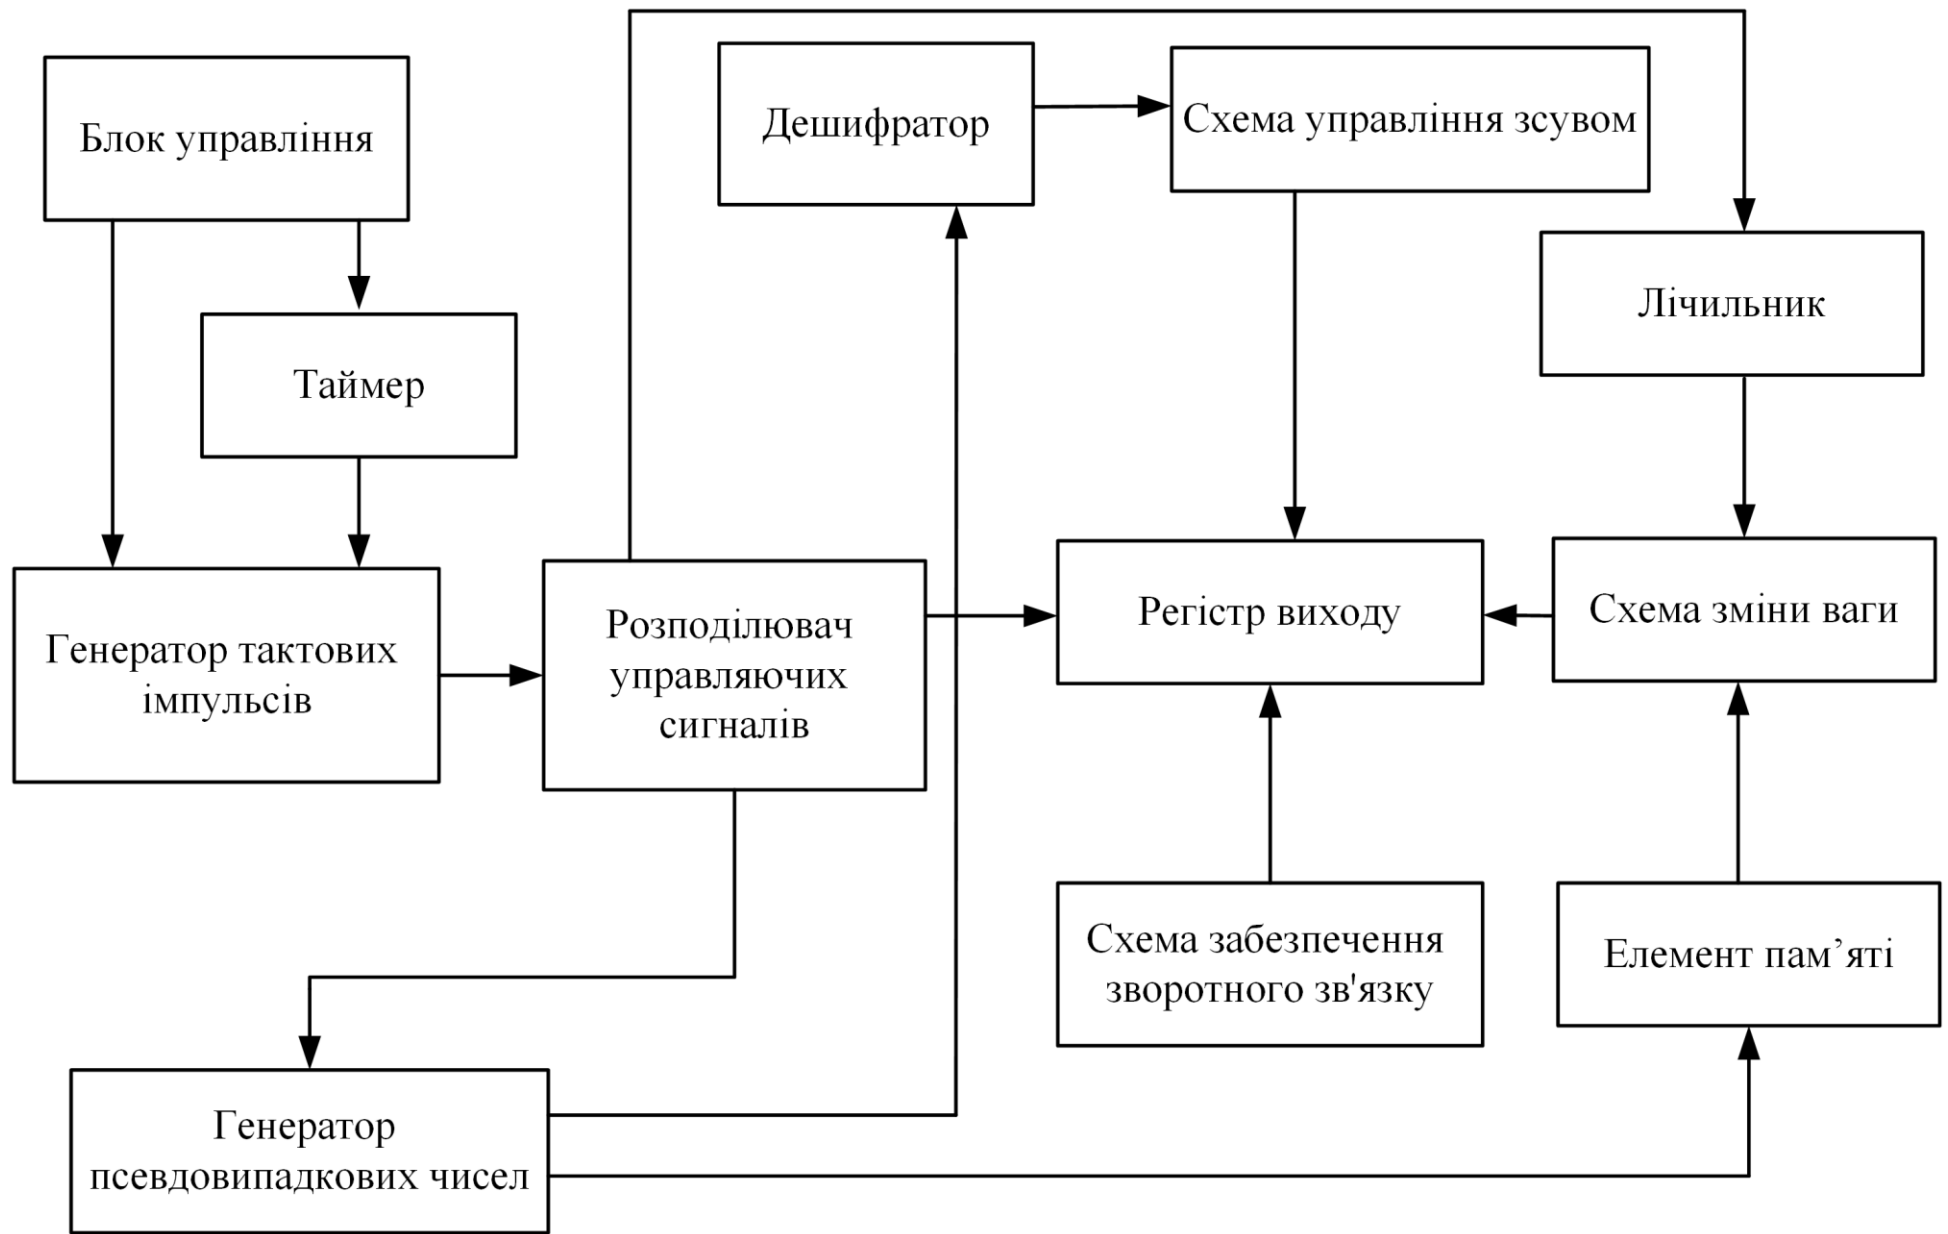 Блок управління
Дешифратор
Схема управління зсувом
Лічильник
Таймер
Генератор тактових
імпульсів
Розподілювач
управляючих
сигналів
Регістр виходу
Схема зміни ваги
Схема забезпечення
зворотного зв'язку
Елемент пам’яті
Генератор
псевдовипадкових чисел